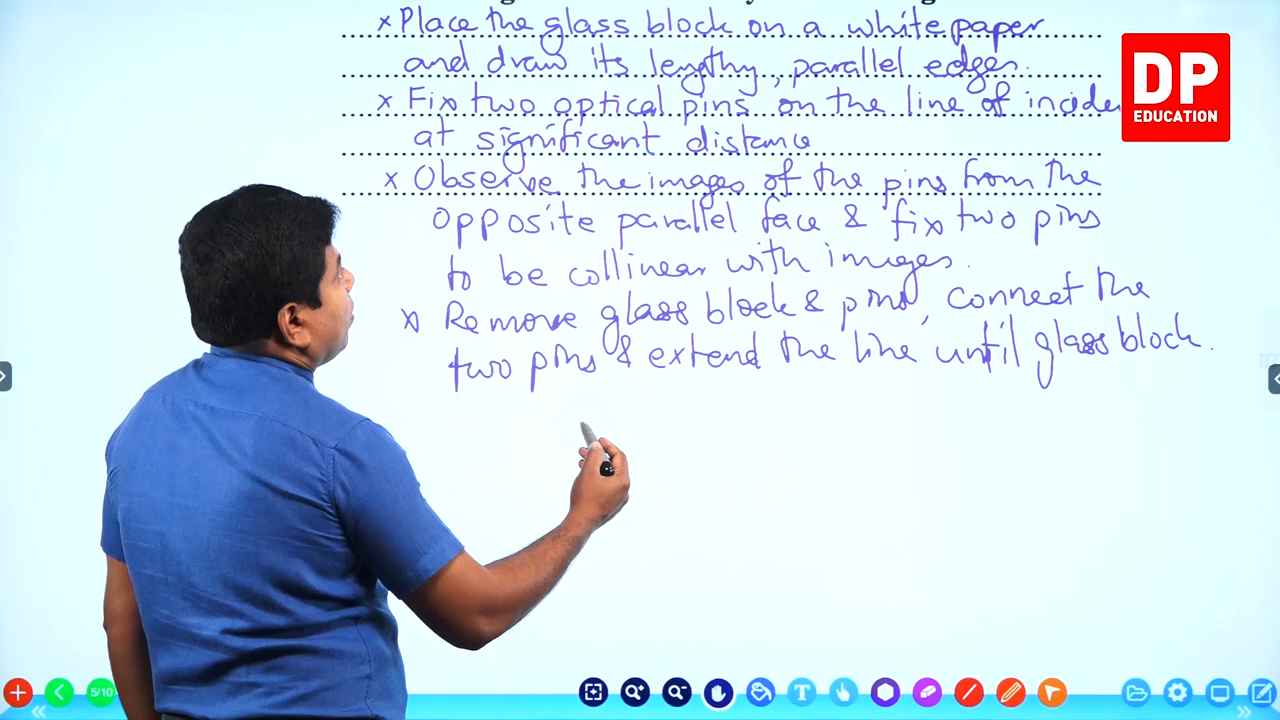 × Place the glass block on a white paper
and draw its lengthy, parallel edges.
× Fix two optical pins on the line of inciden
at significant distance
× Observe the images of the pins from the
opposite parallel face & fix two pins
to be collinear with images.
× Remove glass block & pins, connect the
two pins & extend the line until glass block.
DP
EDUCATION
5/10
T